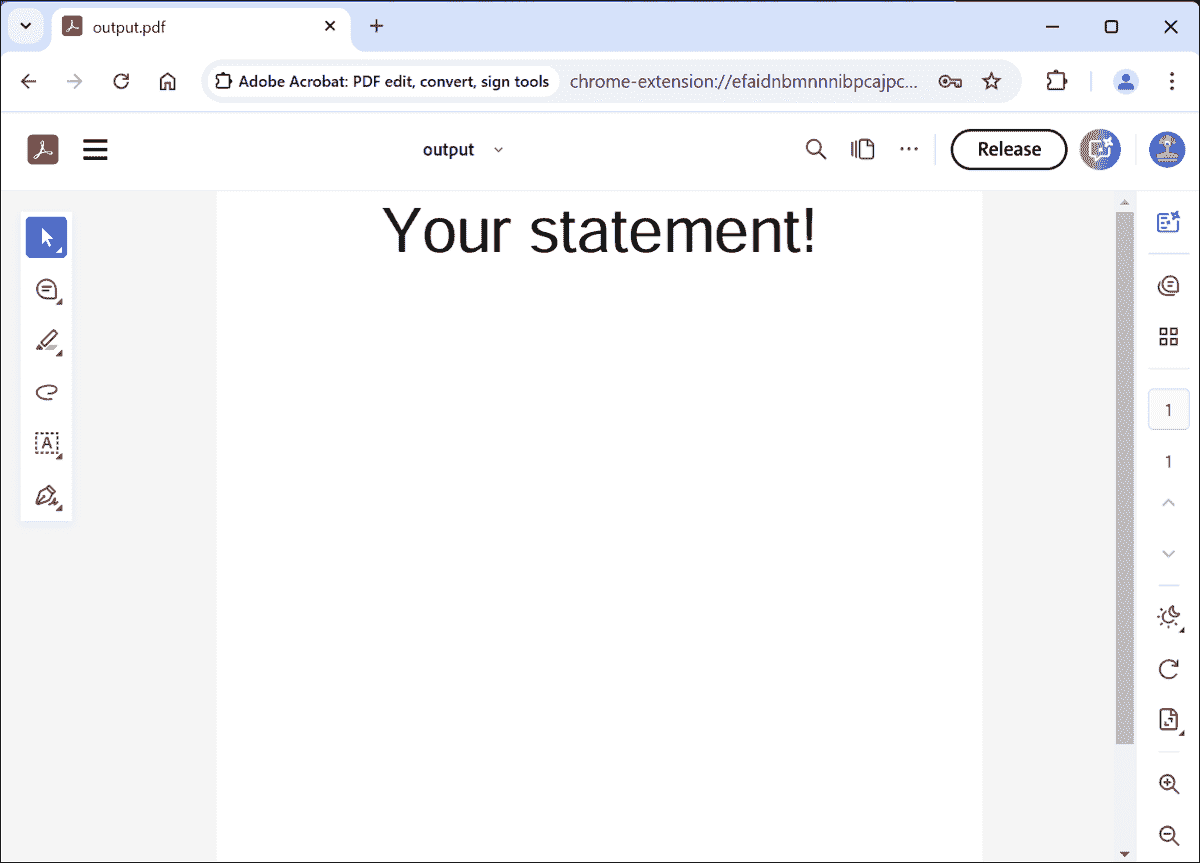 output.pdf
Adobe Acrobat: PDF edit, convert, sign tools
chrome-extension://efaidnbmnnnibpcajpc...
output
Release
Your statement!
A
1
1